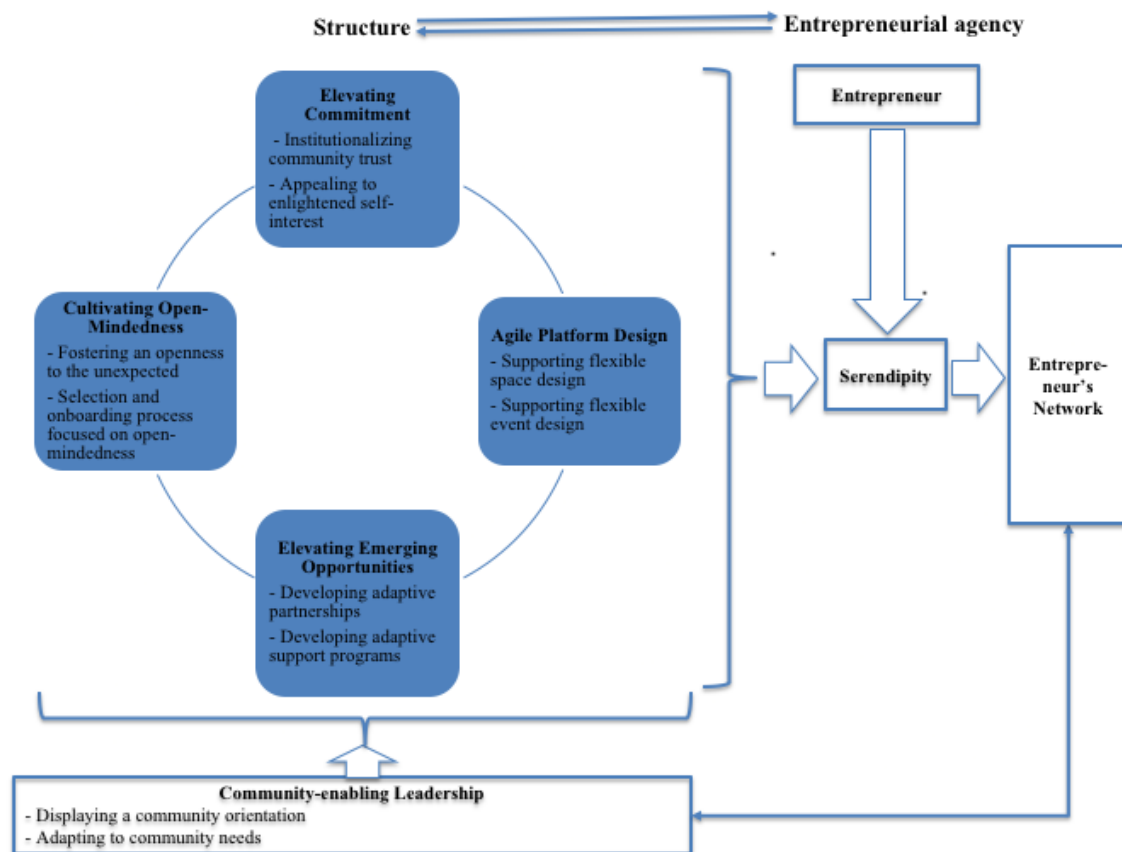 Structure
Entrepreneurial agency
Elevating
Commitment
- Institutionalizing
community trust
- Appealing to
enlightened self-
interest
Entrepreneur
Cultivating Open-
Mindedness
- Fostering an openness
to the unexpected
- Selection and
onboarding process
focused on open-
mindedness
Agile Platform Design
- Supporting flexible
space design
- Supporting flexible
event design
Serendipity
Entrepre-
neur’s
Network
Elevating Emerging
Opportunities
- Developing adaptive
partnerships
- Developing adaptive
support programs
Community-enabling Leadership
- Displaying a community orientation
- Adapting to community needs